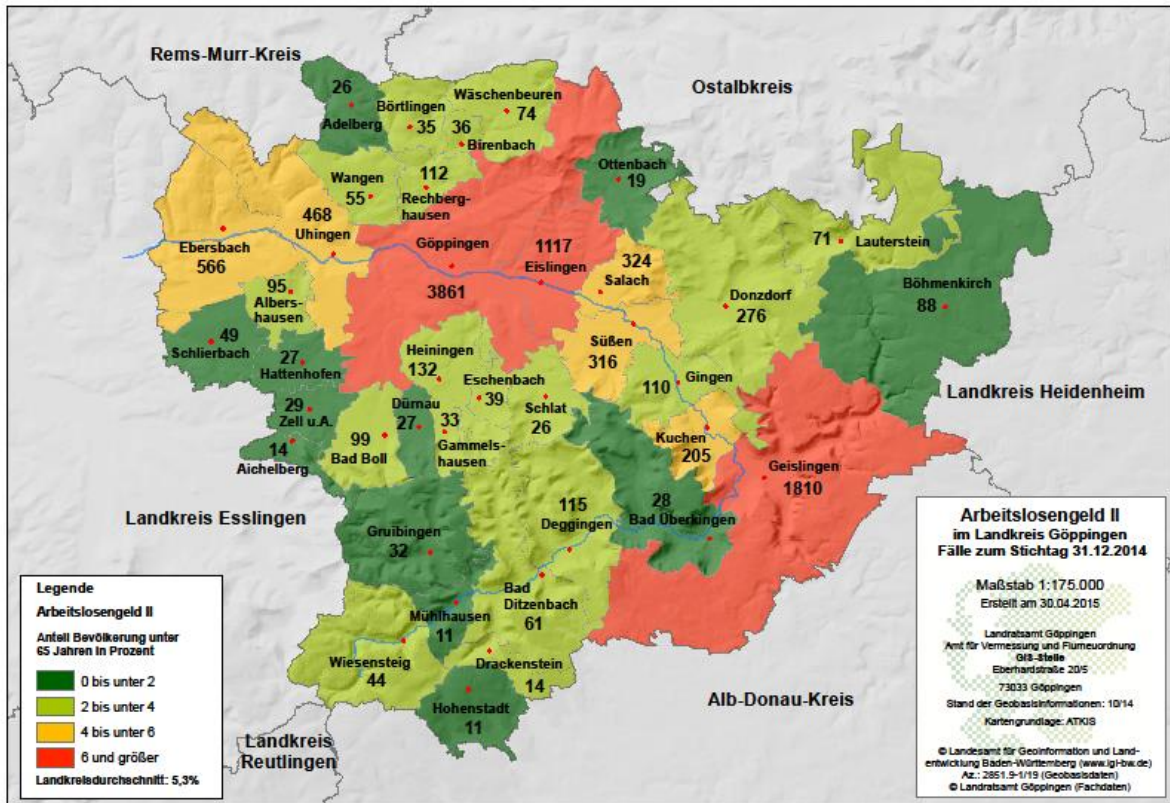 Rems-Murr-Kreis
Ostalbkreis
26
Adelberg
Börtlingen
35
Wäschenbeuren
74
36
Birenbach
Ottenbach
19
Wangen
55
112
Rechberg-
hausen
468
Uhingen
Ebersbach
566
Göppingen
3861
1117
Eislingen
324
Salach
71
Lauterstein
Böhmenkirch
88
95
Albers-
hausen
Donzdorf
276
49
Schlierbach
27
Hattenhofen
Süßen
316
Heiningen
132
Eschenbach
39
Schlat
26
110
Gingen
Landkreis Heidenheim
29
Zell u.A.
Dürnau
27
33
Gammels-
hausen
99
Bad Boll
14
Aichelberg
Kuchen
205
Geislingen
1810
Landkreis Esslingen
28
Bad Überkingen
115
Deggingen
Gruibingen
32
Bad
Ditzenbach
61
Mühlhausen
11
Wiesensteig
44
Drackenstein
14
Hohenstadt
11
Alb-Donau-Kreis
Landkreis
Reutlingen
Legende
Arbeitslosengeld II
Anteil Bevölkerung unter
65 Jahren in Prozent
0 bis unter 2
2 bis unter 4
4 bis unter 6
6 und größer
Landkreisdurchschnitt: 5,3%
Arbeitslosengeld II
im Landkreis Göppingen
Fälle zum Stichtag 31.12.2014
Maßstab 1:175.000
Erstellt am 30.04.2015
Landratsamt Göppingen
Amt für Vermessung und Flurneuordnung
GIS-Stelle
Eberhardstraße 20/5
73033 Göppingen
Stand der Geobasisinformationen: 10/14
Kartengrundlage: ATKIS
© Landesamt für Geoinformation und Land-
entwicklung Baden-Württemberg (www.lgl-bw.de)
Az.: 2851.9-1/19 (Geobasisdaten)
© Landratsamt Göppingen (Fachdaten)